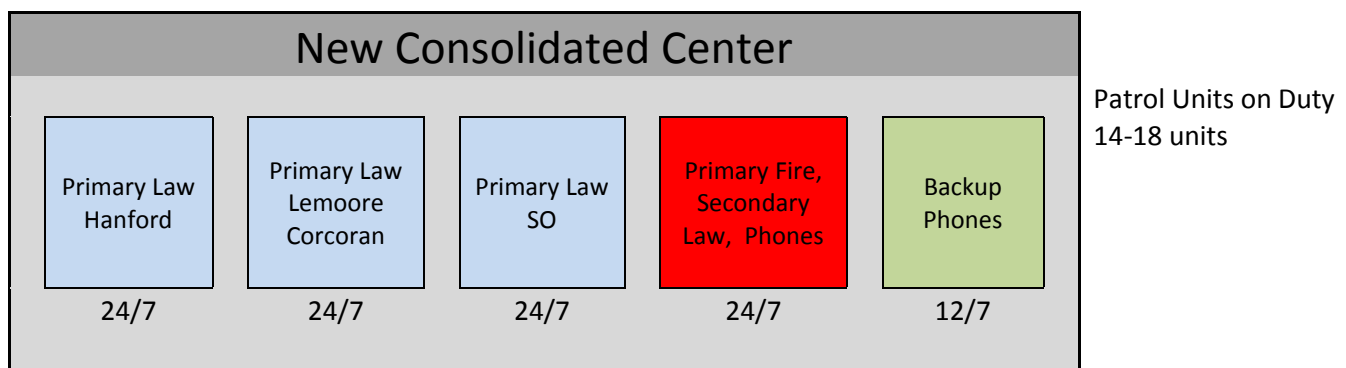 New Consolidated Center
Patrol Units on Duty
14-18 units
Primary Law
Hanford
Primary Law
Lemoore
Corcoran
Primary Law
SO
Primary Fire,
Secondary
Law, Phones
Backup
Phones
24/7
24/7
24/7
24/7
12/7